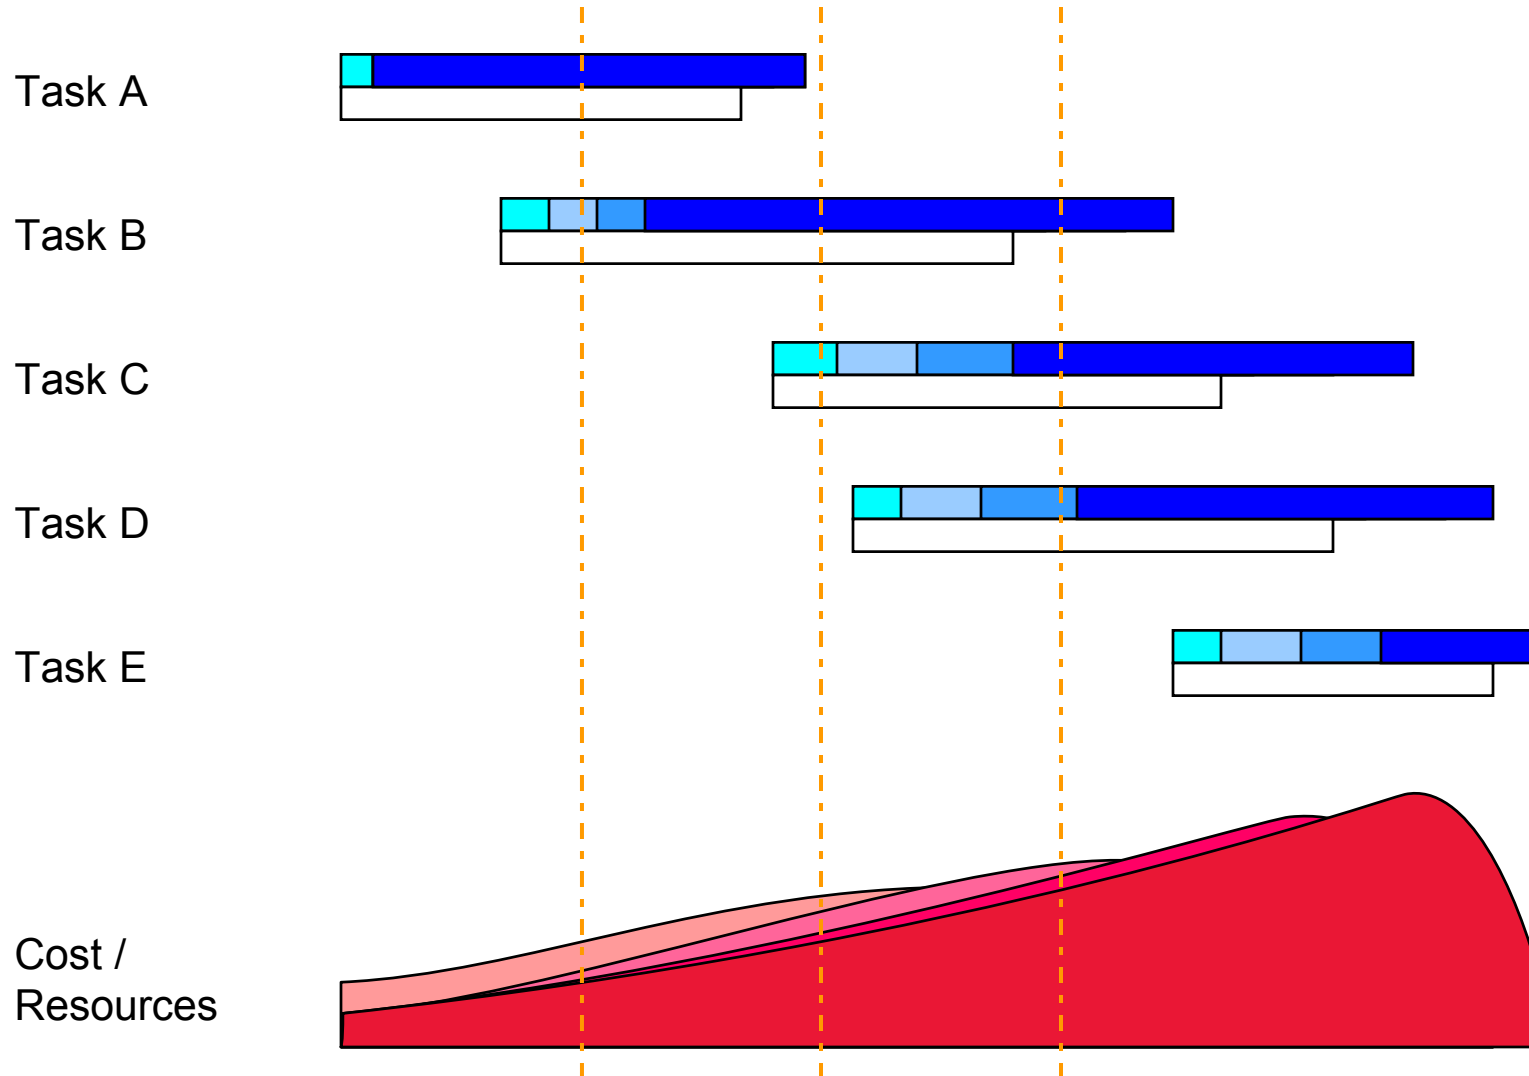 Task A
Task B
Task C
Task D
Task E
Cost /
Resources